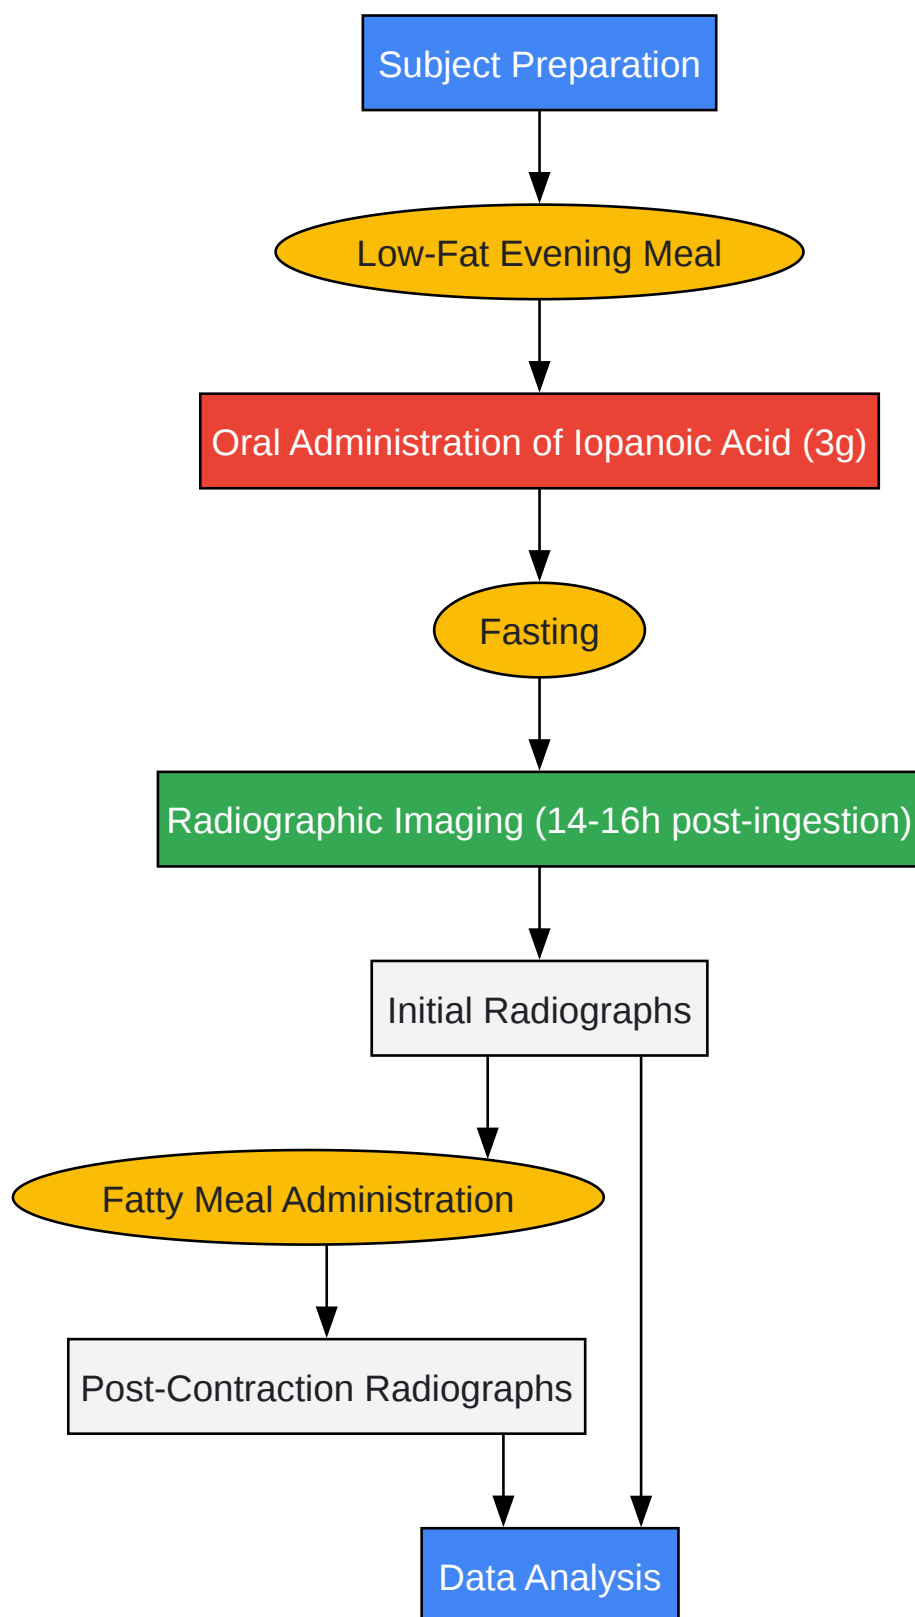 Subject Preparation
Low-Fat Evening Meal
Oral Administration of Iopanoic Acid (3g)
Fasting
Radiographic Imaging (14-16h post-ingestion)
Initial Radiographs
Fatty Meal Administration
Post-Contraction Radiographs
Data Analysis